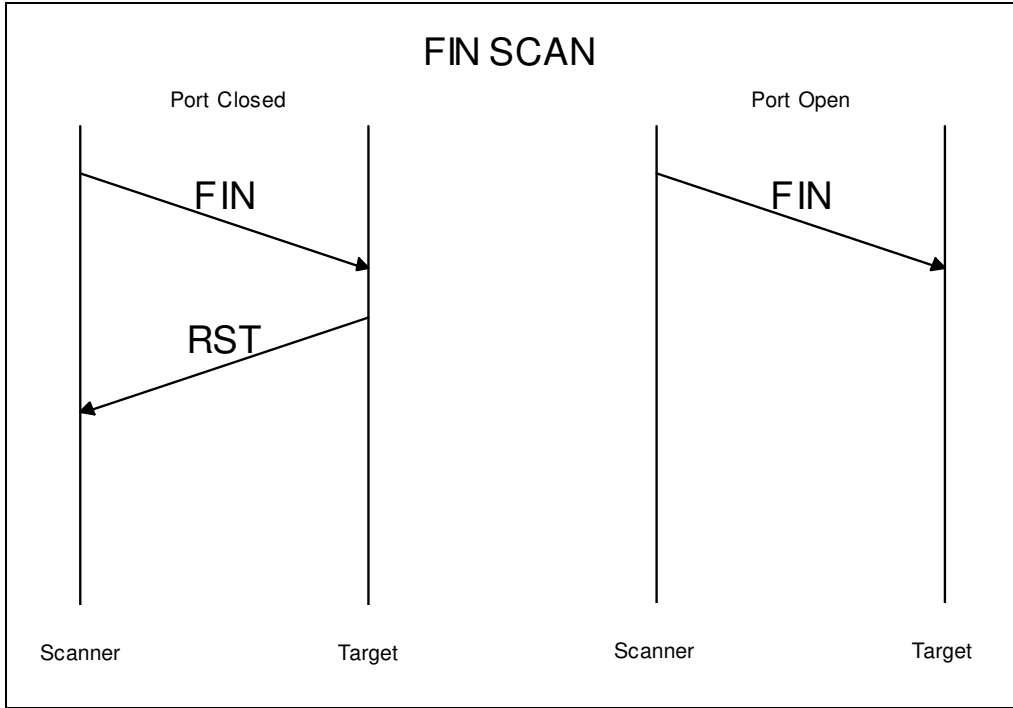 FIN SCAN
Port Closed
Port Open
FIN
FIN
RST
Scanner
Target
Scanner
Target